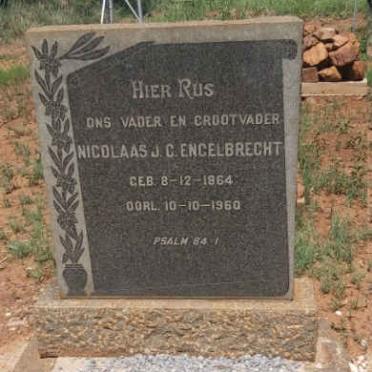 HIER RUS
ONS VADER EN GROOTVADER
NICOLAAS J. C. ENGELBRECHT
GEB. 8-12-1864
OORL. 10-10-1960
PSALM 84 1